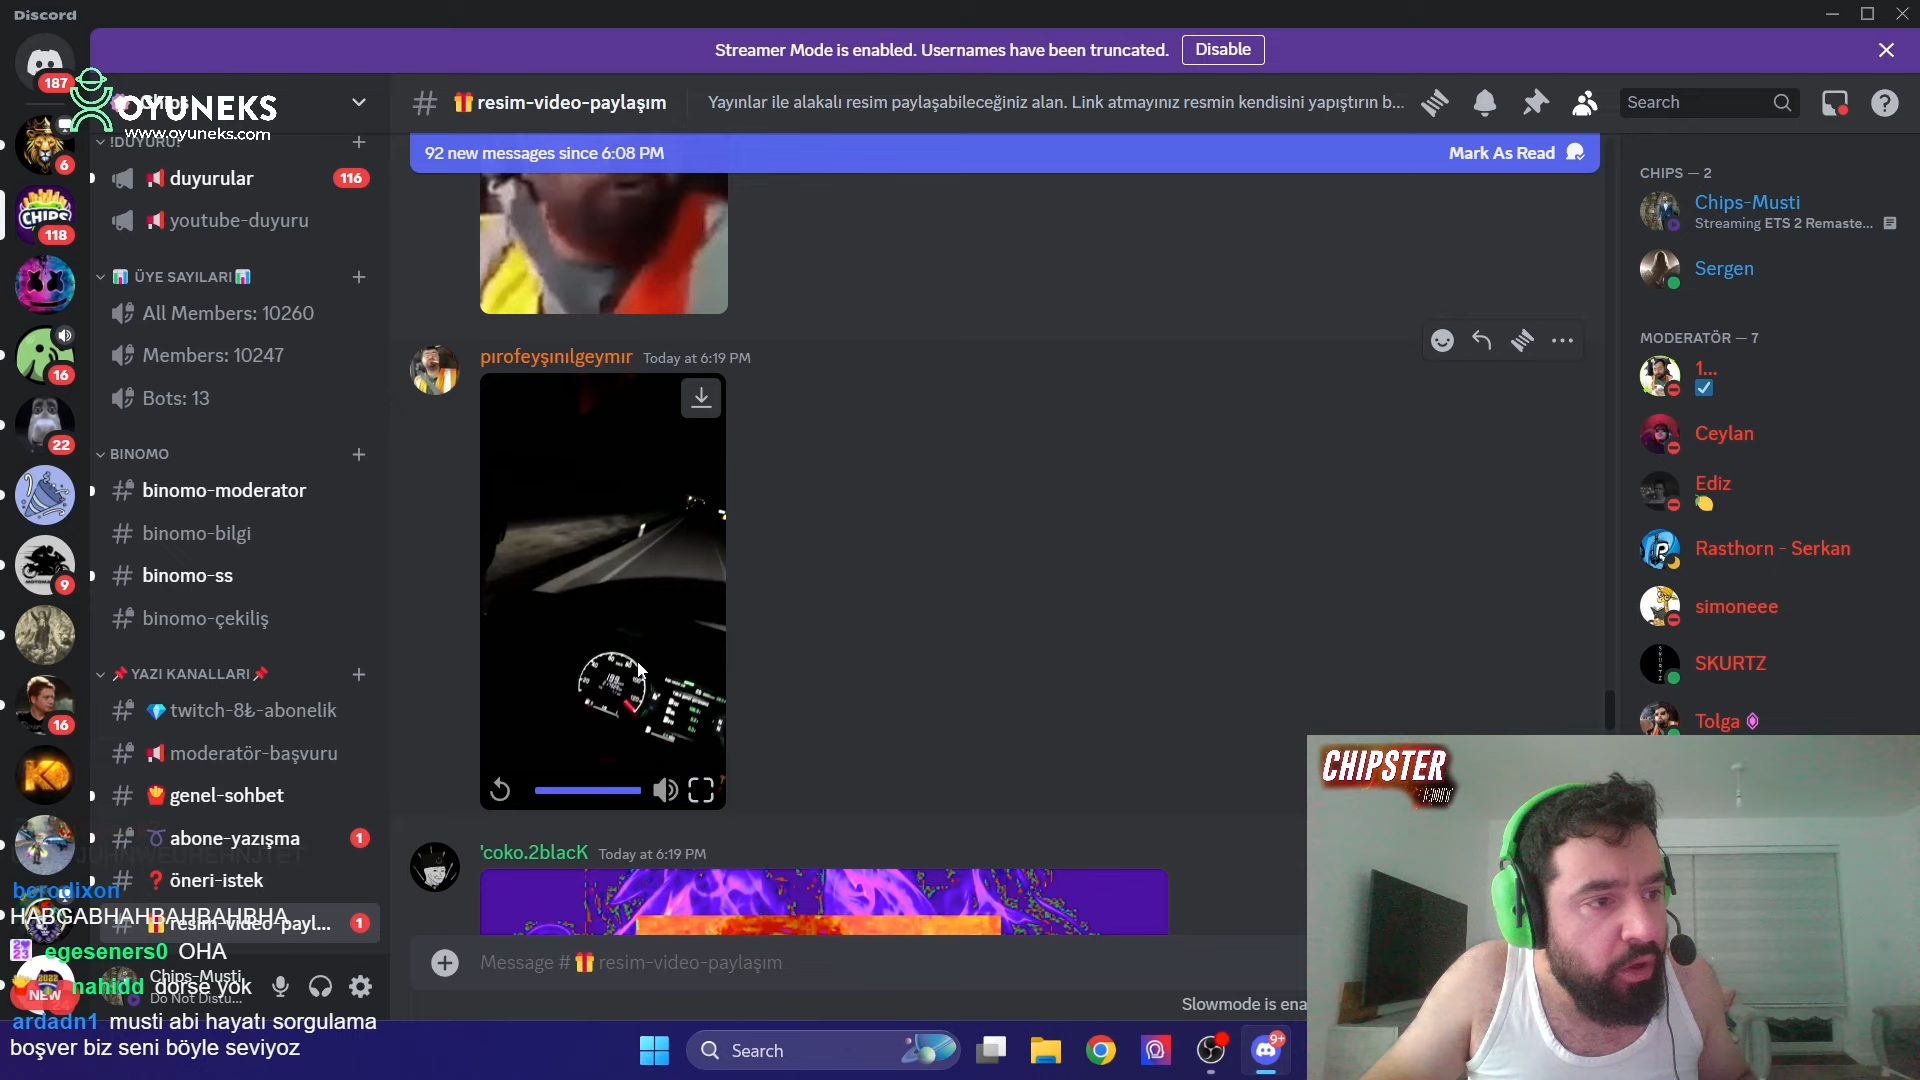 Discord
Streamer Mode is enabled. Usernames have been truncated.
Disable
187
OYUNEKS
www.oyuneks.com
!DUYURU!
duyurular
116
youtube-duyuru
ÜYE SAYILARI
All Members: 10260
Members: 10247
Bots: 13
BINOMO
binomo-moderator
binomo-bilgi
binomo-ss
binomo-çekiliş
YAZI KANALLARI
twitch-8₺-abonelik
moderatör-başvuru
genel-sohbet
abone-yazışma
1
öneri-istek
resim-video-payl...
1
6
CHIPS
118
16
22
9
16
KO
borodixon
HABGABHAHBAHBAHBHA
egeseners0 OHA
nahidd dorse yok
ardadn1 musti abi hayatı sorgulama
boşver biz seni böyle seviyoz
NEW
Chips-Musti
Do Not Distu...
resim-video-paylaşım
Yayınlar ile alakalı resim paylaşabileceğiniz alan. Link atmayınız resmin kendisini yapıştırın b...
Search
92 new messages since 6:08 PM
Mark As Read
pırofeyşınılgeymır Today at 6:19 PM
'coko.2blacK Today at 6:19 PM
Message #resim-video-paylaşım
Slowmode is ena
CHIPS — 2
Chips-Musti
Streaming ETS 2 Remaste...
Sergen
MODERATÖR — 7
1...
Ceylan
Ediz
Rasthorn - Serkan
simoneee
SKURTZ
Tolga
CHIPSTER
Search
9+